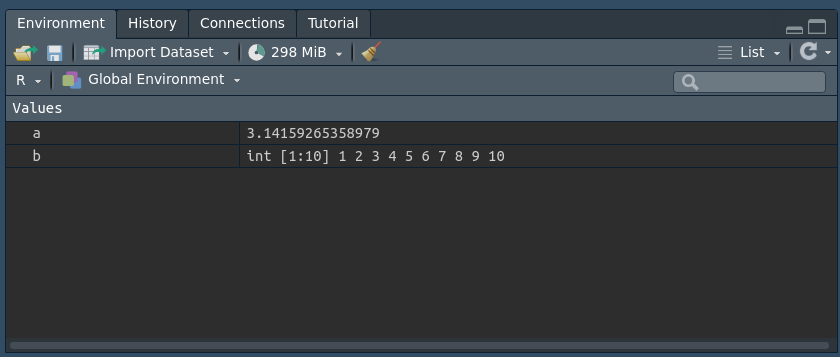 Environment History Connections Tutorial
Import Dataset 298 MiB List
R Global Environment
Values
a 3.14159265358979
b int [1:10] 1 2 3 4 5 6 7 8 9 10